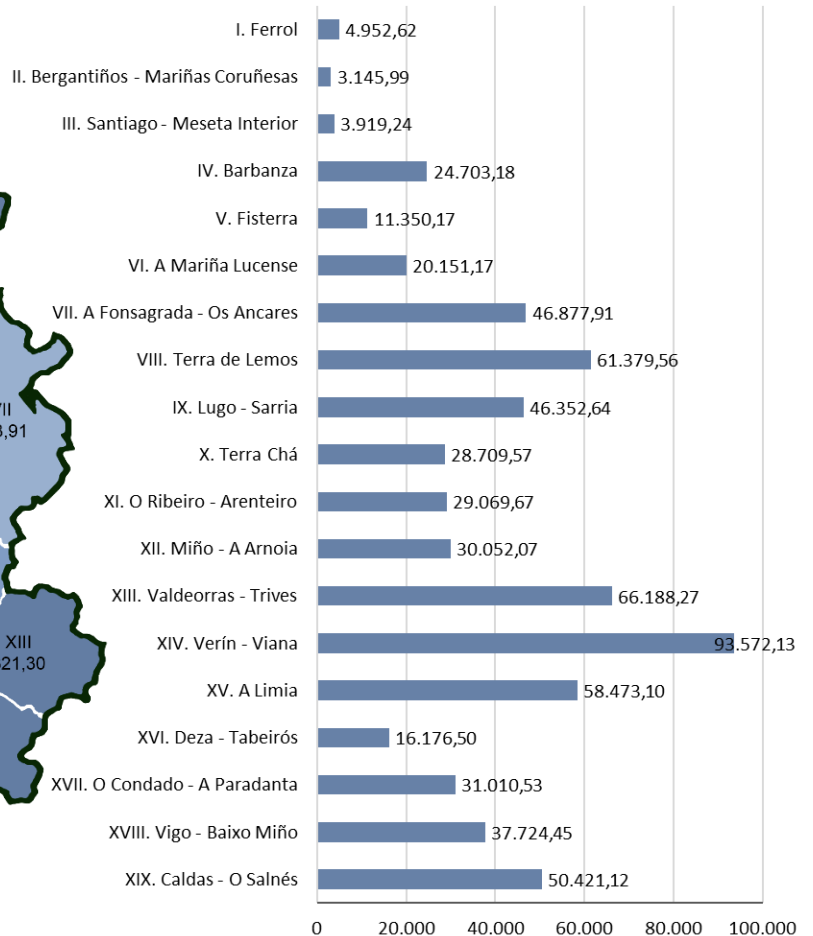 I. Ferrol 4.952,62
II. Bergantiños - Mariñas Coruñesas 3.145,99
III. Santiago - Meseta Interior 3.919,24
IV. Barbanza 24.703,18
V. Fisterra 11.350,17
VI. A Mariña Lucense 20.151,17
VII. A Fonsagrada - Os Ancares 46.877,91
VIII. Terra de Lemos 61.379,56
IX. Lugo - Sarria 46.352,64
X. Terra Chá 28.709,57
XI. O Ribeiro - Arenteiro 29.069,67
XII. Miño - A Arnoia 30.052,07
XIII. Valdeorras - Trives 66.188,27
XIV. Verín - Viana 93.572,13
XV. A Limia 58.473,10
XVI. Deza - Tabeirós 16.176,50
XVII. O Condado - A Paradanta 31.010,53
XVIII. Vigo - Baixo Miño 37.724,45
XIX. Caldas - O Salnés 50.421,12
0 20.000 40.000 60.000 80.000 100.000
XIII
21,30